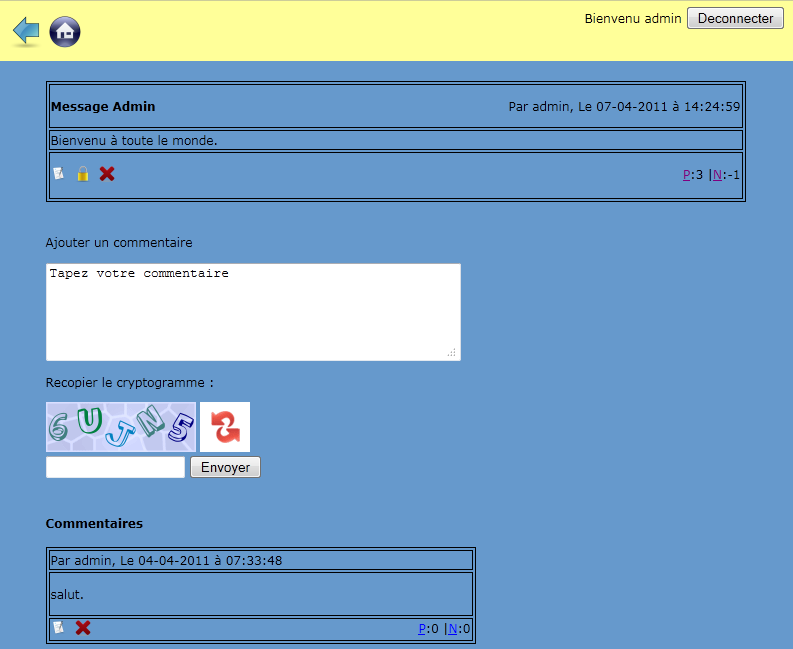 Bienvenu admin Deconnecter
Message Admin Par admin, Le 07-04-2011 à 14:24:59
Bienvenu à toute le monde.
P:3 |N:-1
Ajouter un commentaire
Tapez votre commentaire
Recopier le cryptogramme :
6UJN5
Envoyer
Commentaires
Par admin, Le 04-04-2011 à 07:33:48
salut.
P:0 |N:0